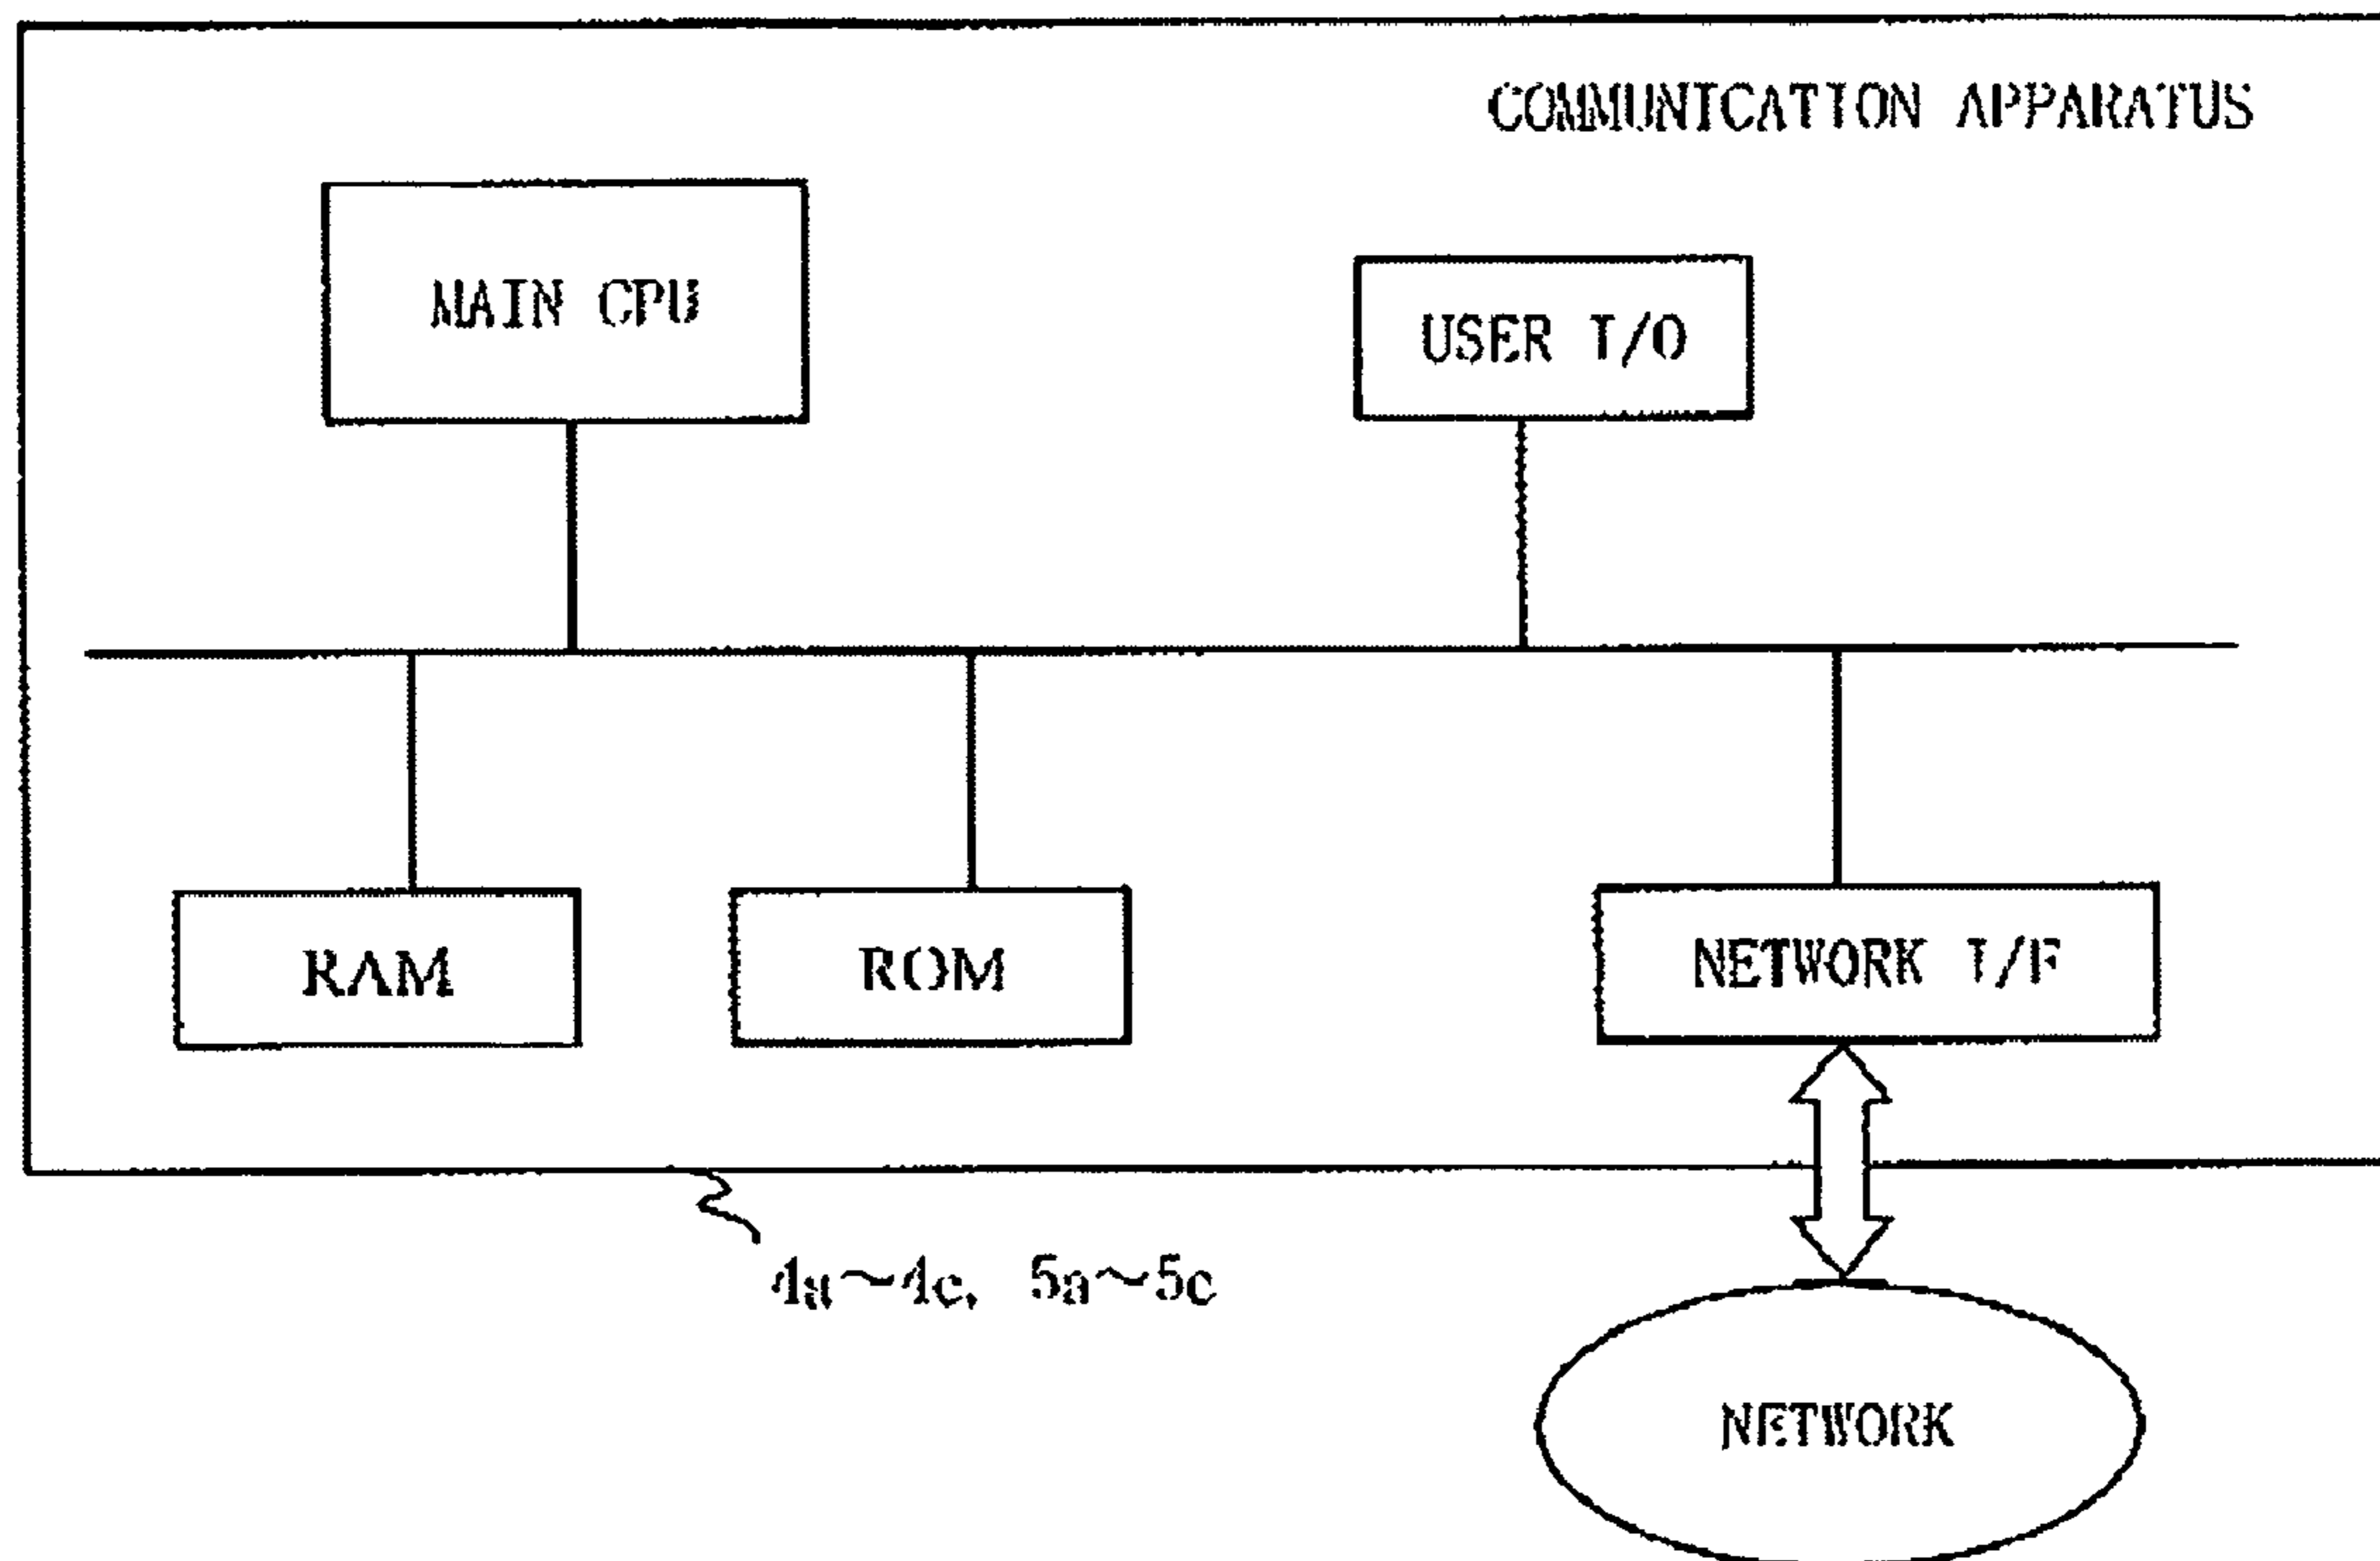 COMMUNICATION APPARATUS
MAIN CPU
USER I/O
RAM
ROM
NETWORK I/F
4a~4c, 5a~5c
NETWORK